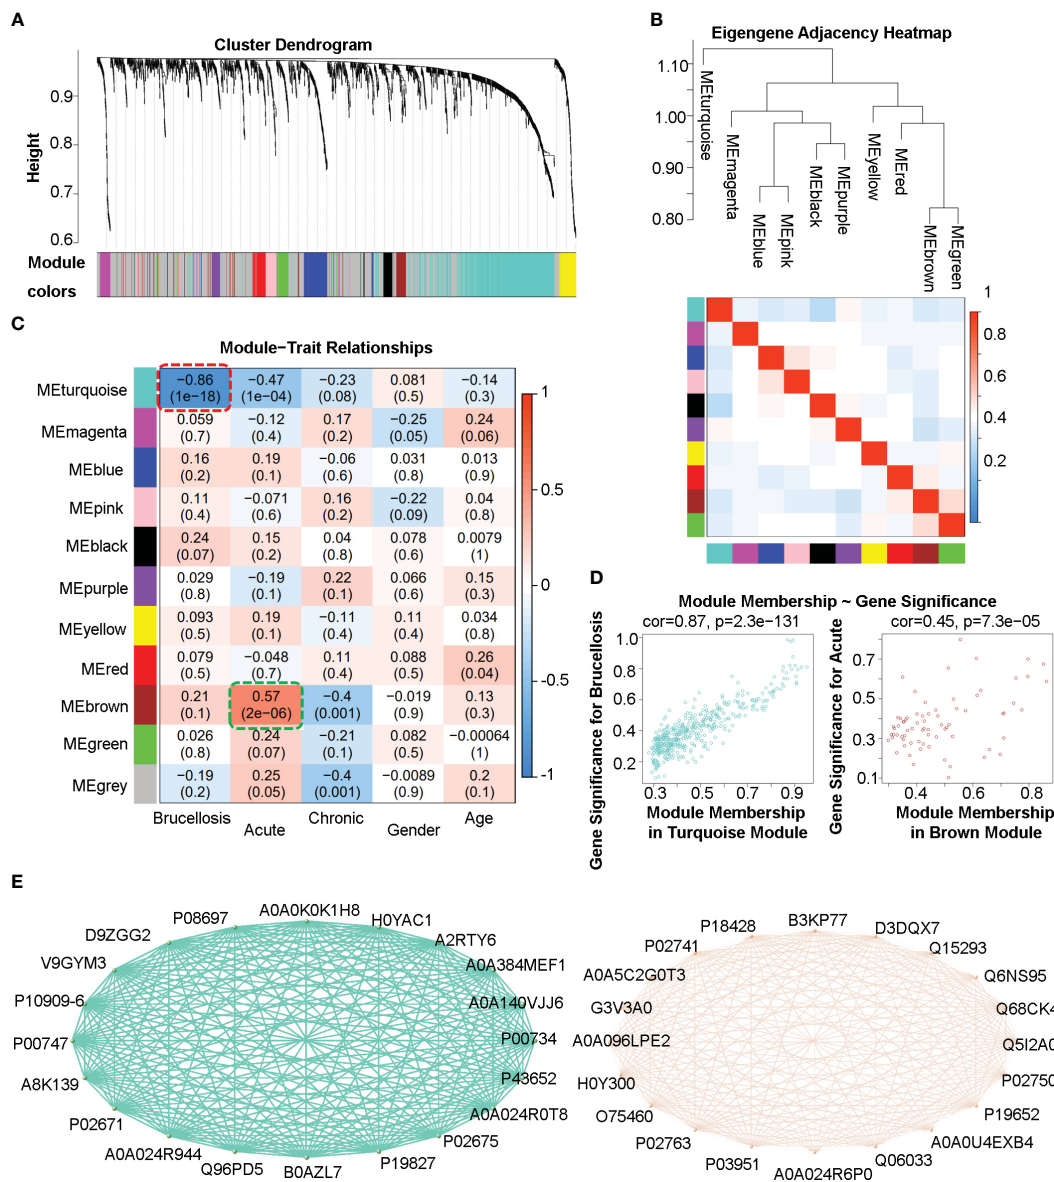 A
Cluster Dendrogram
Height
0.9
0.8
0.7
0.6
Module
colors
B
Eigengene Adjacency Heatmap
1.10
1.00
0.90
0.80
MEturquoise
MEmagenta
MEblue
MEpink
MEblack
MEpurple
MEyellow
MEred
MEbrown
MEgreen
1
0.8
0.6
0.4
0.2
C
Module−Trait Relationships
MEturquoise −0.86 −0.47 −0.23 0.081 −0.14
(1e−18) (1e−04) (0.08) (0.5) (0.3)
MEmagenta 0.059 −0.12 0.17 −0.25 0.24
(0.7) (0.4) (0.2) (0.05) (0.06)
MEblue 0.16 0.19 −0.06 0.031 0.013
(0.2) (0.1) (0.6) (0.8) (0.9)
MEpink 0.11 −0.071 0.16 −0.22 0.04
(0.4) (0.6) (0.2) (0.09) (0.8)
MEblack 0.24 0.15 0.04 0.078 0.0079
(0.07) (0.2) (0.8) (0.6) (1)
MEpurple 0.029 −0.19 0.22 0.066 0.15
(0.8) (0.1) (0.1) (0.6) (0.3)
MEyellow 0.093 0.19 −0.11 0.11 0.034
(0.5) (0.1) (0.4) (0.4) (0.8)
MEred 0.079 −0.048 0.11 0.088 0.26
(0.5) (0.7) (0.4) (0.5) (0.04)
MEbrown 0.21 0.57 −0.4 −0.019 0.13
(0.1) (2e−06) (0.001) (0.9) (0.3)
MEgreen 0.026 0.24 −0.21 0.082 −0.00064
(0.8) (0.07) (0.1) (0.5) (1)
MEgrey −0.19 0.25 −0.4 −0.0089 0.2
(0.2) (0.05) (0.001) (0.9) (0.1)
Brucellosis Acute Chronic Gender Age
1
0.5
0
-0.5
-1
D
Module Membership ~ Gene Significance
cor=0.87, p=2.3e−131
Gene Significance for Brucellosis
1.0
0.8
0.6
0.4
0.2
0.3 0.5 0.7 0.9
Module Membership
in Turquoise Module
cor=0.45, p=7.3e−05
Gene Significance for Acute
0.7
0.5
0.3
0.1
0.4 0.6 0.8
Module Membership
in Brown Module
E
A0A0K0K1H8
H0YAC1
A2RTY6
A0A384MEF1
A0A140VJJ6
P00734
P43652
A0A024R0T8
P02675
P19827
B0AZL7
Q96PD5
A0A024R944
P02671
A8K139
P00747
P10909-6
V9GYM3
D9ZGG2
P08697
B3KP77
D3DQX7
Q15293
Q6NS95
Q68CK4
Q5I2A0
P02750
P19652
A0A0U4EXB4
Q06033
A0A024R6P0
P03951
P02763
O75460
H0Y300
A0A096LPE2
G3V3A0
A0A5C2G0T3
P02741
P18428